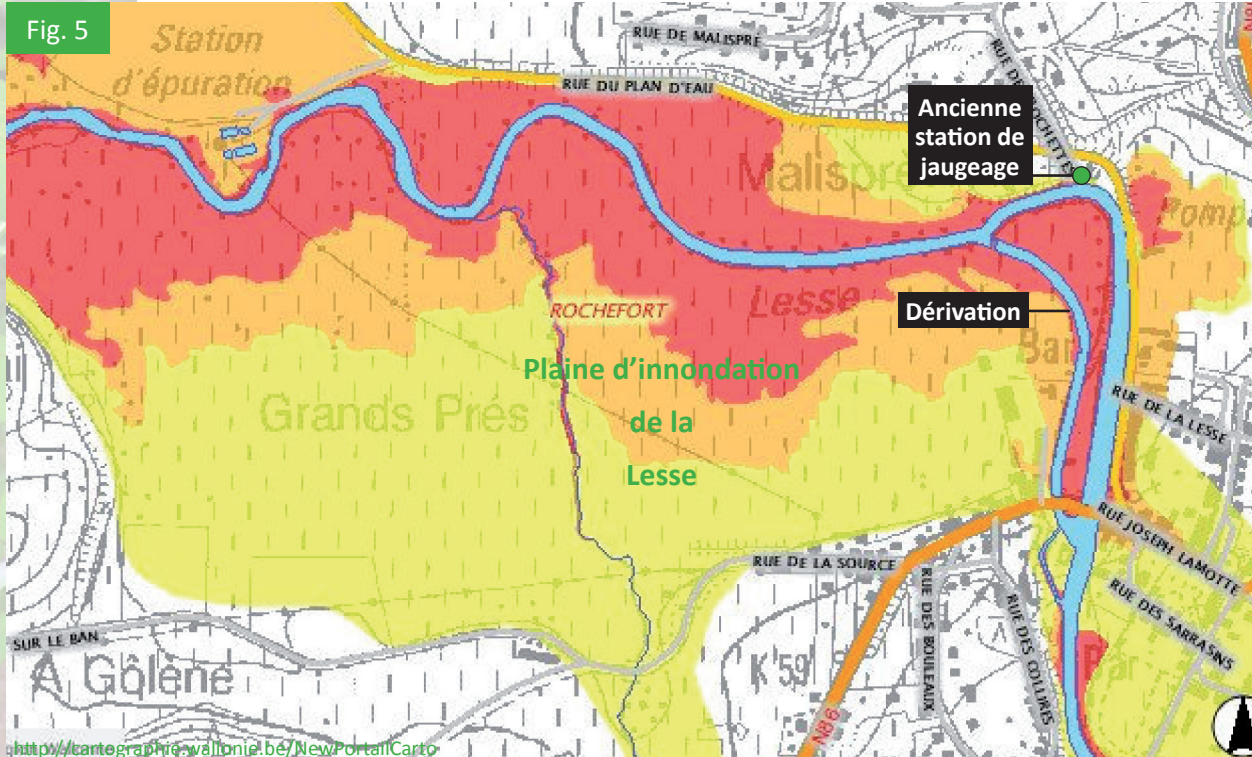 Fig. 5
Station
d'épuration
RUE DE MALISPRÉ
RUE DU PLAN D'EAU
Ancienne
station de
jaugeage
Lesse
Dérivation
ROCHEFORT
Plaine d'innondation
de la
Lesse
Grands Prés
RUE DE LA LESSE
RUE JOSEPH LAMOTTE
RUE DE LA SOURCE
RUE DES SARRASINS
RUE DES BOULEAUX
RUE DES COLLIRES
SUR LE BAN
A Gôlène
K 59
N86
http://cartographie.wallonie.be/NewPortailCarto